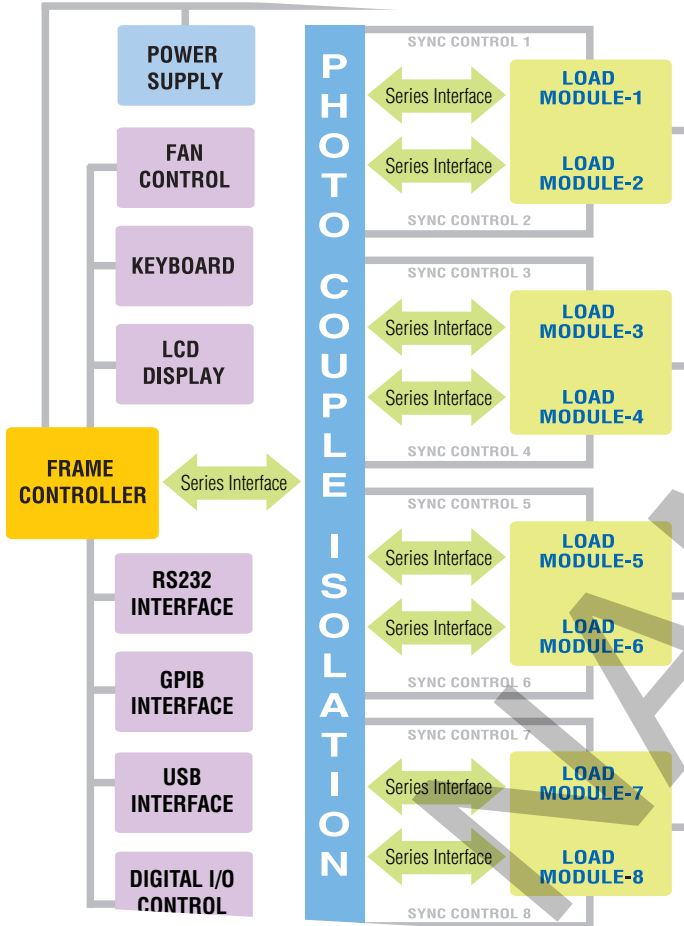 POWER
SUPPLY
FAN
CONTROL
KEYBOARD
LCD
DISPLAY
FRAME
CONTROLLER
Series Interface
RS232
INTERFACE
GPIB
INTERFACE
USB
INTERFACE
DIGITAL I/O
CONTROL
PHOTO COUPLE ISOLATION
SYNC CONTROL 1
Series Interface
LOAD
MODULE-1
Series Interface
LOAD
MODULE-2
SYNC CONTROL 2
SYNC CONTROL 3
Series Interface
LOAD
MODULE-3
Series Interface
LOAD
MODULE-4
SYNC CONTROL 4
SYNC CONTROL 5
Series Interface
LOAD
MODULE-5
Series Interface
LOAD
MODULE-6
SYNC CONTROL 6
SYNC CONTROL 7
Series Interface
LOAD
MODULE-7
Series Interface
LOAD
MODULE-8
SYNC CONTROL 8